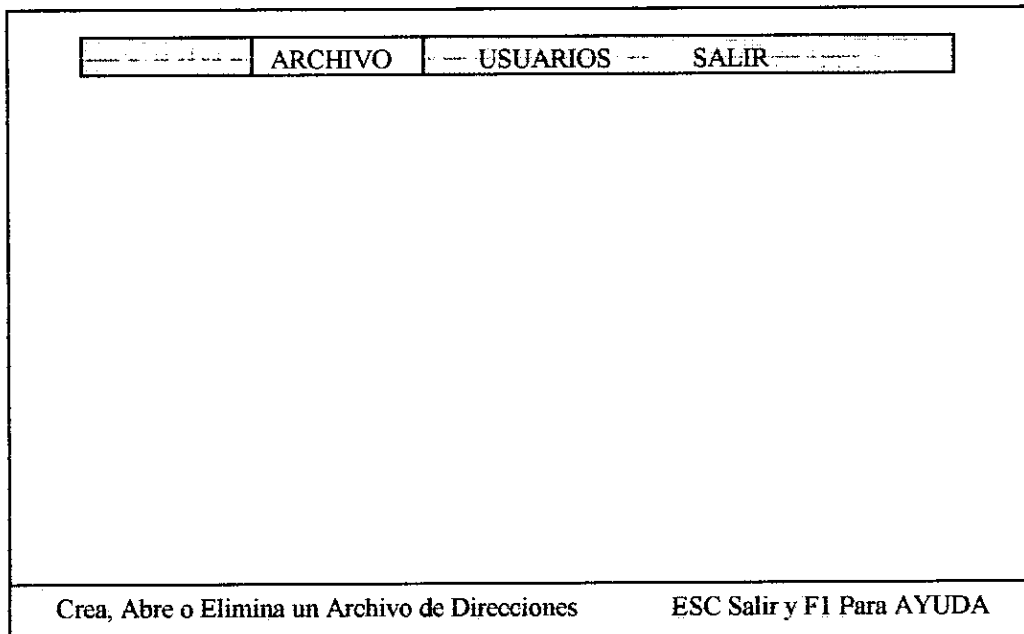 ARCHIVO USUARIOS SALIR
Crea, Abre o Elimina un Archivo de Direcciones ESC Salir y F1 Para AYUDA